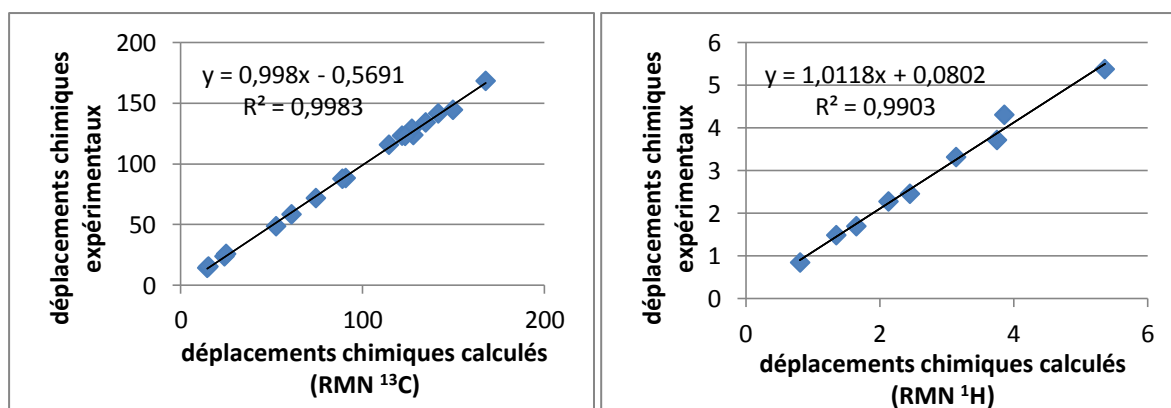 déplacements chimiques
expérimentaux
200
150
100
50
0
y = 0,998x - 0,5691
R² = 0,9983
0
100
200
déplacements chimiques calculés
(RMN ¹³C)
déplacements chimiques
expérimentaux
6
5
4
3
2
1
0
y = 1,0118x + 0,0802
R² = 0,9903
0
2
4
6
déplacements chimiques calculés
(RMN ¹H)